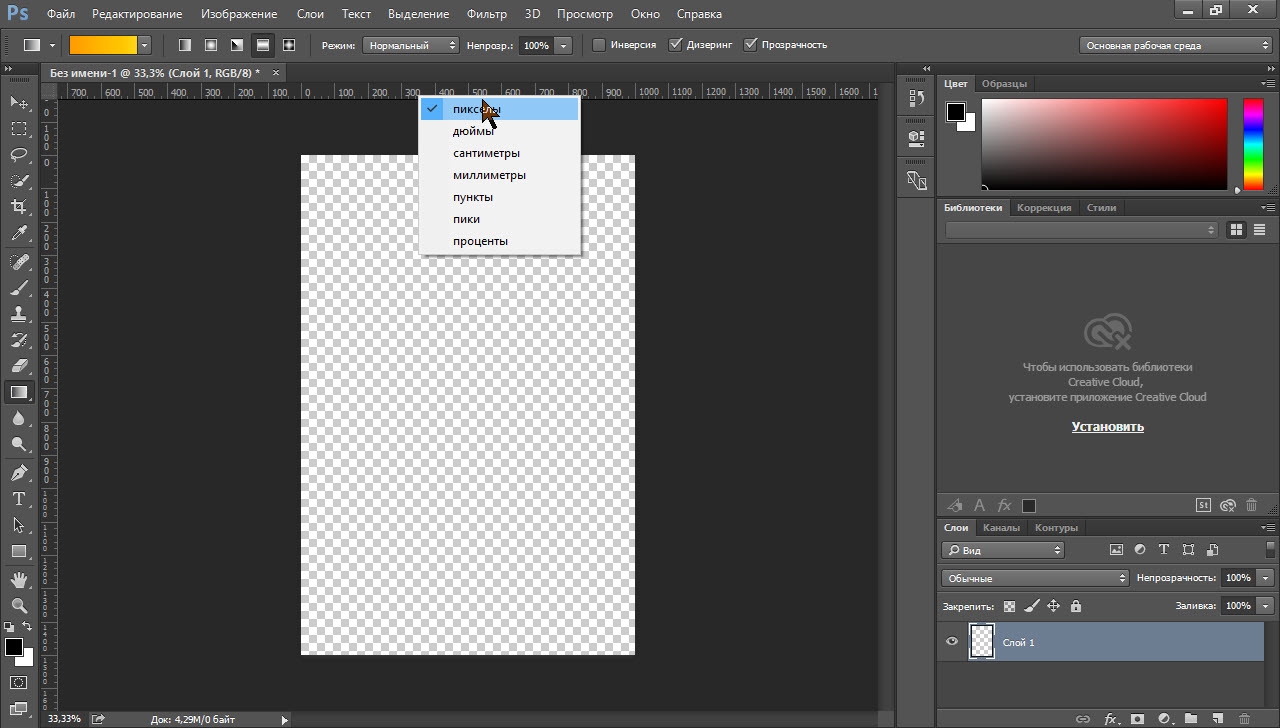 Ps Файл Редактирование Изображение Слои Текст Выделение Фильтр 3D Просмотр Окно Справка
Режим: Нормальный Непрозр.: 100% Инверсия Дизеринг Прозрачность Основная рабочая среда
Без имени-1 @ 33,3% (Слой 1, RGB/8) * ×
700 600 500 400 300 200 100 0 100 200 300 400 500 600 700 800 900 1000 1100 1200 1300 1400 1500 1600
пикселы
дюймы
сантиметры
миллиметры
пункты
пики
проценты
Цвет Образцы
Библиотеки Коррекция Стили
Чтобы использовать библиотеки
Creative Cloud,
установите приложение Creative Cloud
Установить
St
Слои Каналы Контуры
Вид
Обычные Непрозрачность: 100%
Закрепить: Заливка: 100%
Слой 1
33,33% Док: 4,29M/0 байт